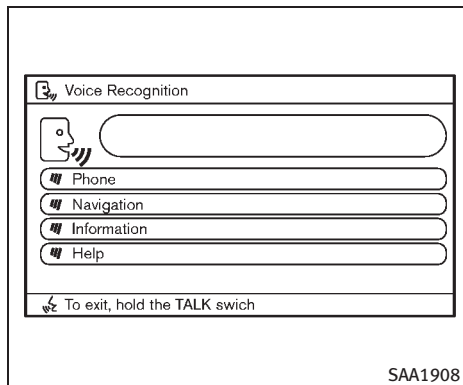 Voice Recognition
Phone
Navigation
Information
Help
To exit, hold the TALK swich
SAA1908